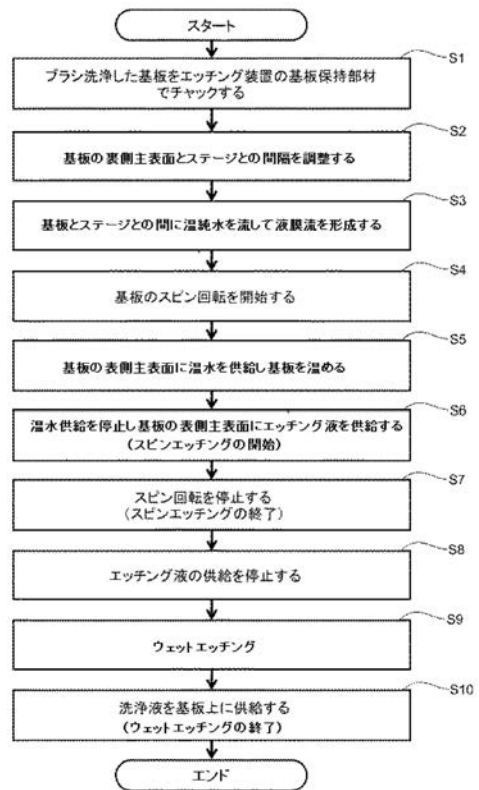 スタート
S1
ブラシ洗浄した基板をエッチング装置の基板保持部材
でチャックする
S2
基板の裏側主表面とステージとの間隔を調整する
S3
基板とステージとの間に温純水を流して液膜流を形成する
S4
基板のスピン回転を開始する
S5
基板の表側主表面に温水を供給し基板を温める
S6
温水供給を停止し基板の表側主表面にエッチング液を供給する
(スピンエッチングの開始)
S7
スピン回転を停止する
(スピンエッチングの終了)
S8
エッチング液の供給を停止する
S9
ウェットエッチング
S10
洗浄液を基板上に供給する
(ウェットエッチングの終了)
エンド